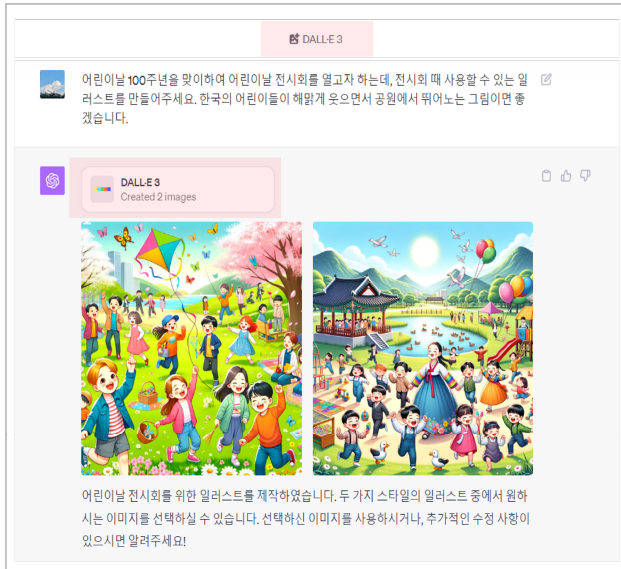 DALL·E 3
어린이날 100주년을 맞이하여 어린이날 전시회를 열고자 하는데, 전시회 때 사용할 수 있는 일
러스트를 만들어주세요. 한국의 어린이들이 해맑게 웃으면서 공원에서 뛰어노는 그림이면 좋
겠습니다.
DALL·E 3
Created 2 images
어린이날 전시회를 위한 일러스트를 제작하였습니다. 두 가지 스타일의 일러스트 중에서 원하
시는 이미지를 선택하실 수 있습니다. 선택하신 이미지를 사용하시거나, 추가적인 수정 사항이
있으시면 알려주세요!